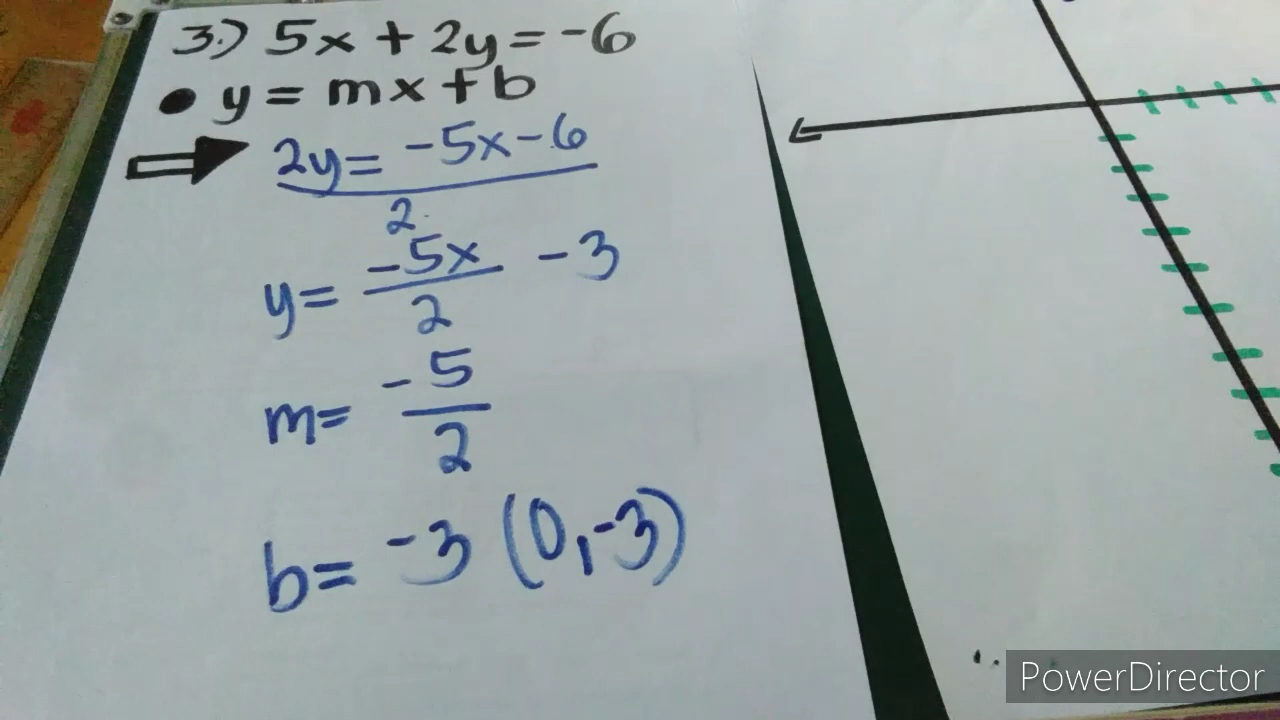 3.) 5x + 2y = -6
● y = mx + b
⇒ 2y = -5x - 6
2
y = -5x - 3
2
m = -5
2
b = -3 (0, -3)
PowerDirector